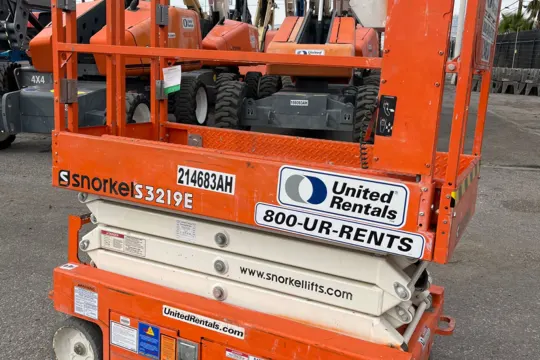 4X4
snorkel S3219E
214683AH
United
Rentals
800-UR-RENTS
www.snorkellifts.com
UnitedRentals.com